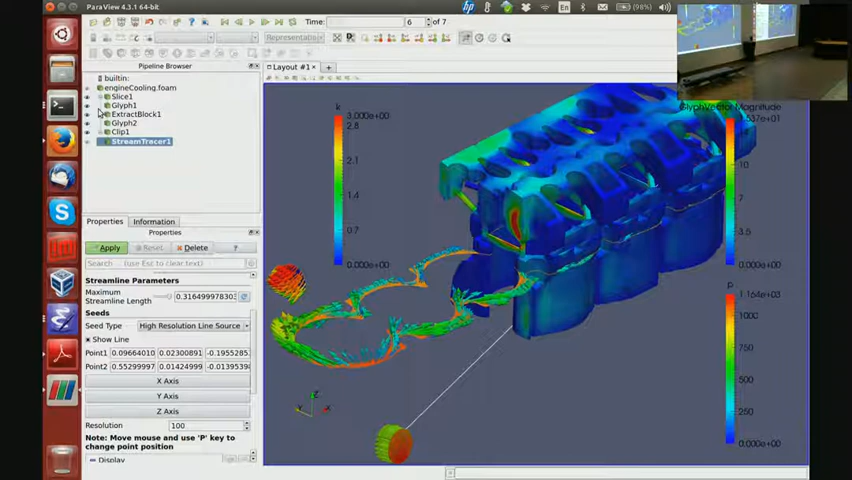 ParaView 4.3.1 64-bit
En
(98%)
Time:
6
of 7
Representatio
Pipeline Browser
Layout #1
builtin:
engineCooling.foam
Slice1
Glyph1
ExtractBlock1
Glyph2
Clip1
StreamTracer1
k
3.000e+00
2.1
1.4
0.7
0.000e+00
GlyphVector Magnitude
1.537e+01
10.5
7
3.5
0.000e+00
p
1.164e+03
1000
750
500
250
0.000e+00
Properties
Information
Properties
Apply
Reset
Delete
?
Search ... (use Esc to clear text)
Streamline Parameters
Maximum
Streamline Length
0.316499978303
Seeds
Seed Type
High Resolution Line Source
Show Line
Point1
0.09664010
0.02300891
-0.1955285
Point2
0.55299997
0.01424999
-0.0139539
X Axis
Y Axis
Z Axis
Resolution
100
Note: Move mouse and use 'P' key to
change point position
Display